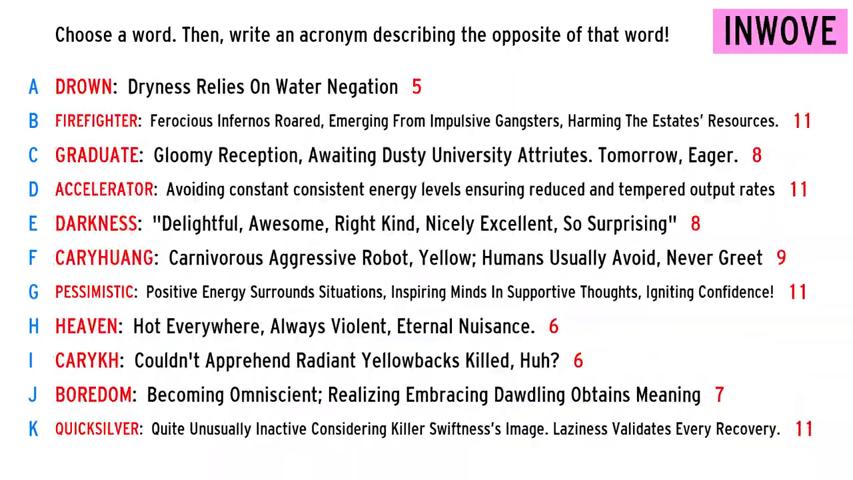 Choose a word. Then, write an acronym describing the opposite of that word!
INWOVE
A DROWN: Dryness Relies On Water Negation 5
B FIREFIGHTER: Ferocious Infernos Roared, Emerging From Impulsive Gangsters, Harming The Estates' Resources. 11
C GRADUATE: Gloomy Reception, Awaiting Dusty University Attriutes. Tomorrow, Eager. 8
D ACCELERATOR: Avoiding constant consistent energy levels ensuring reduced and tempered output rates 11
E DARKNESS: "Delightful, Awesome, Right Kind, Nicely Excellent, So Surprising" 8
F CARYHUANG: Carnivorous Aggressive Robot, Yellow; Humans Usually Avoid, Never Greet 9
G PESSIMISTIC: Positive Energy Surrounds Situations, Inspiring Minds In Supportive Thoughts, Igniting Confidence! 11
H HEAVEN: Hot Everywhere, Always Violent, Eternal Nuisance. 6
I CARYKH: Couldn't Apprehend Radiant Yellowbacks Killed, Huh? 6
J BOREDOM: Becoming Omniscient; Realizing Embracing Dawdling Obtains Meaning 7
K QUICKSILVER: Quite Unusually Inactive Considering Killer Swiftness's Image. Laziness Validates Every Recovery. 11